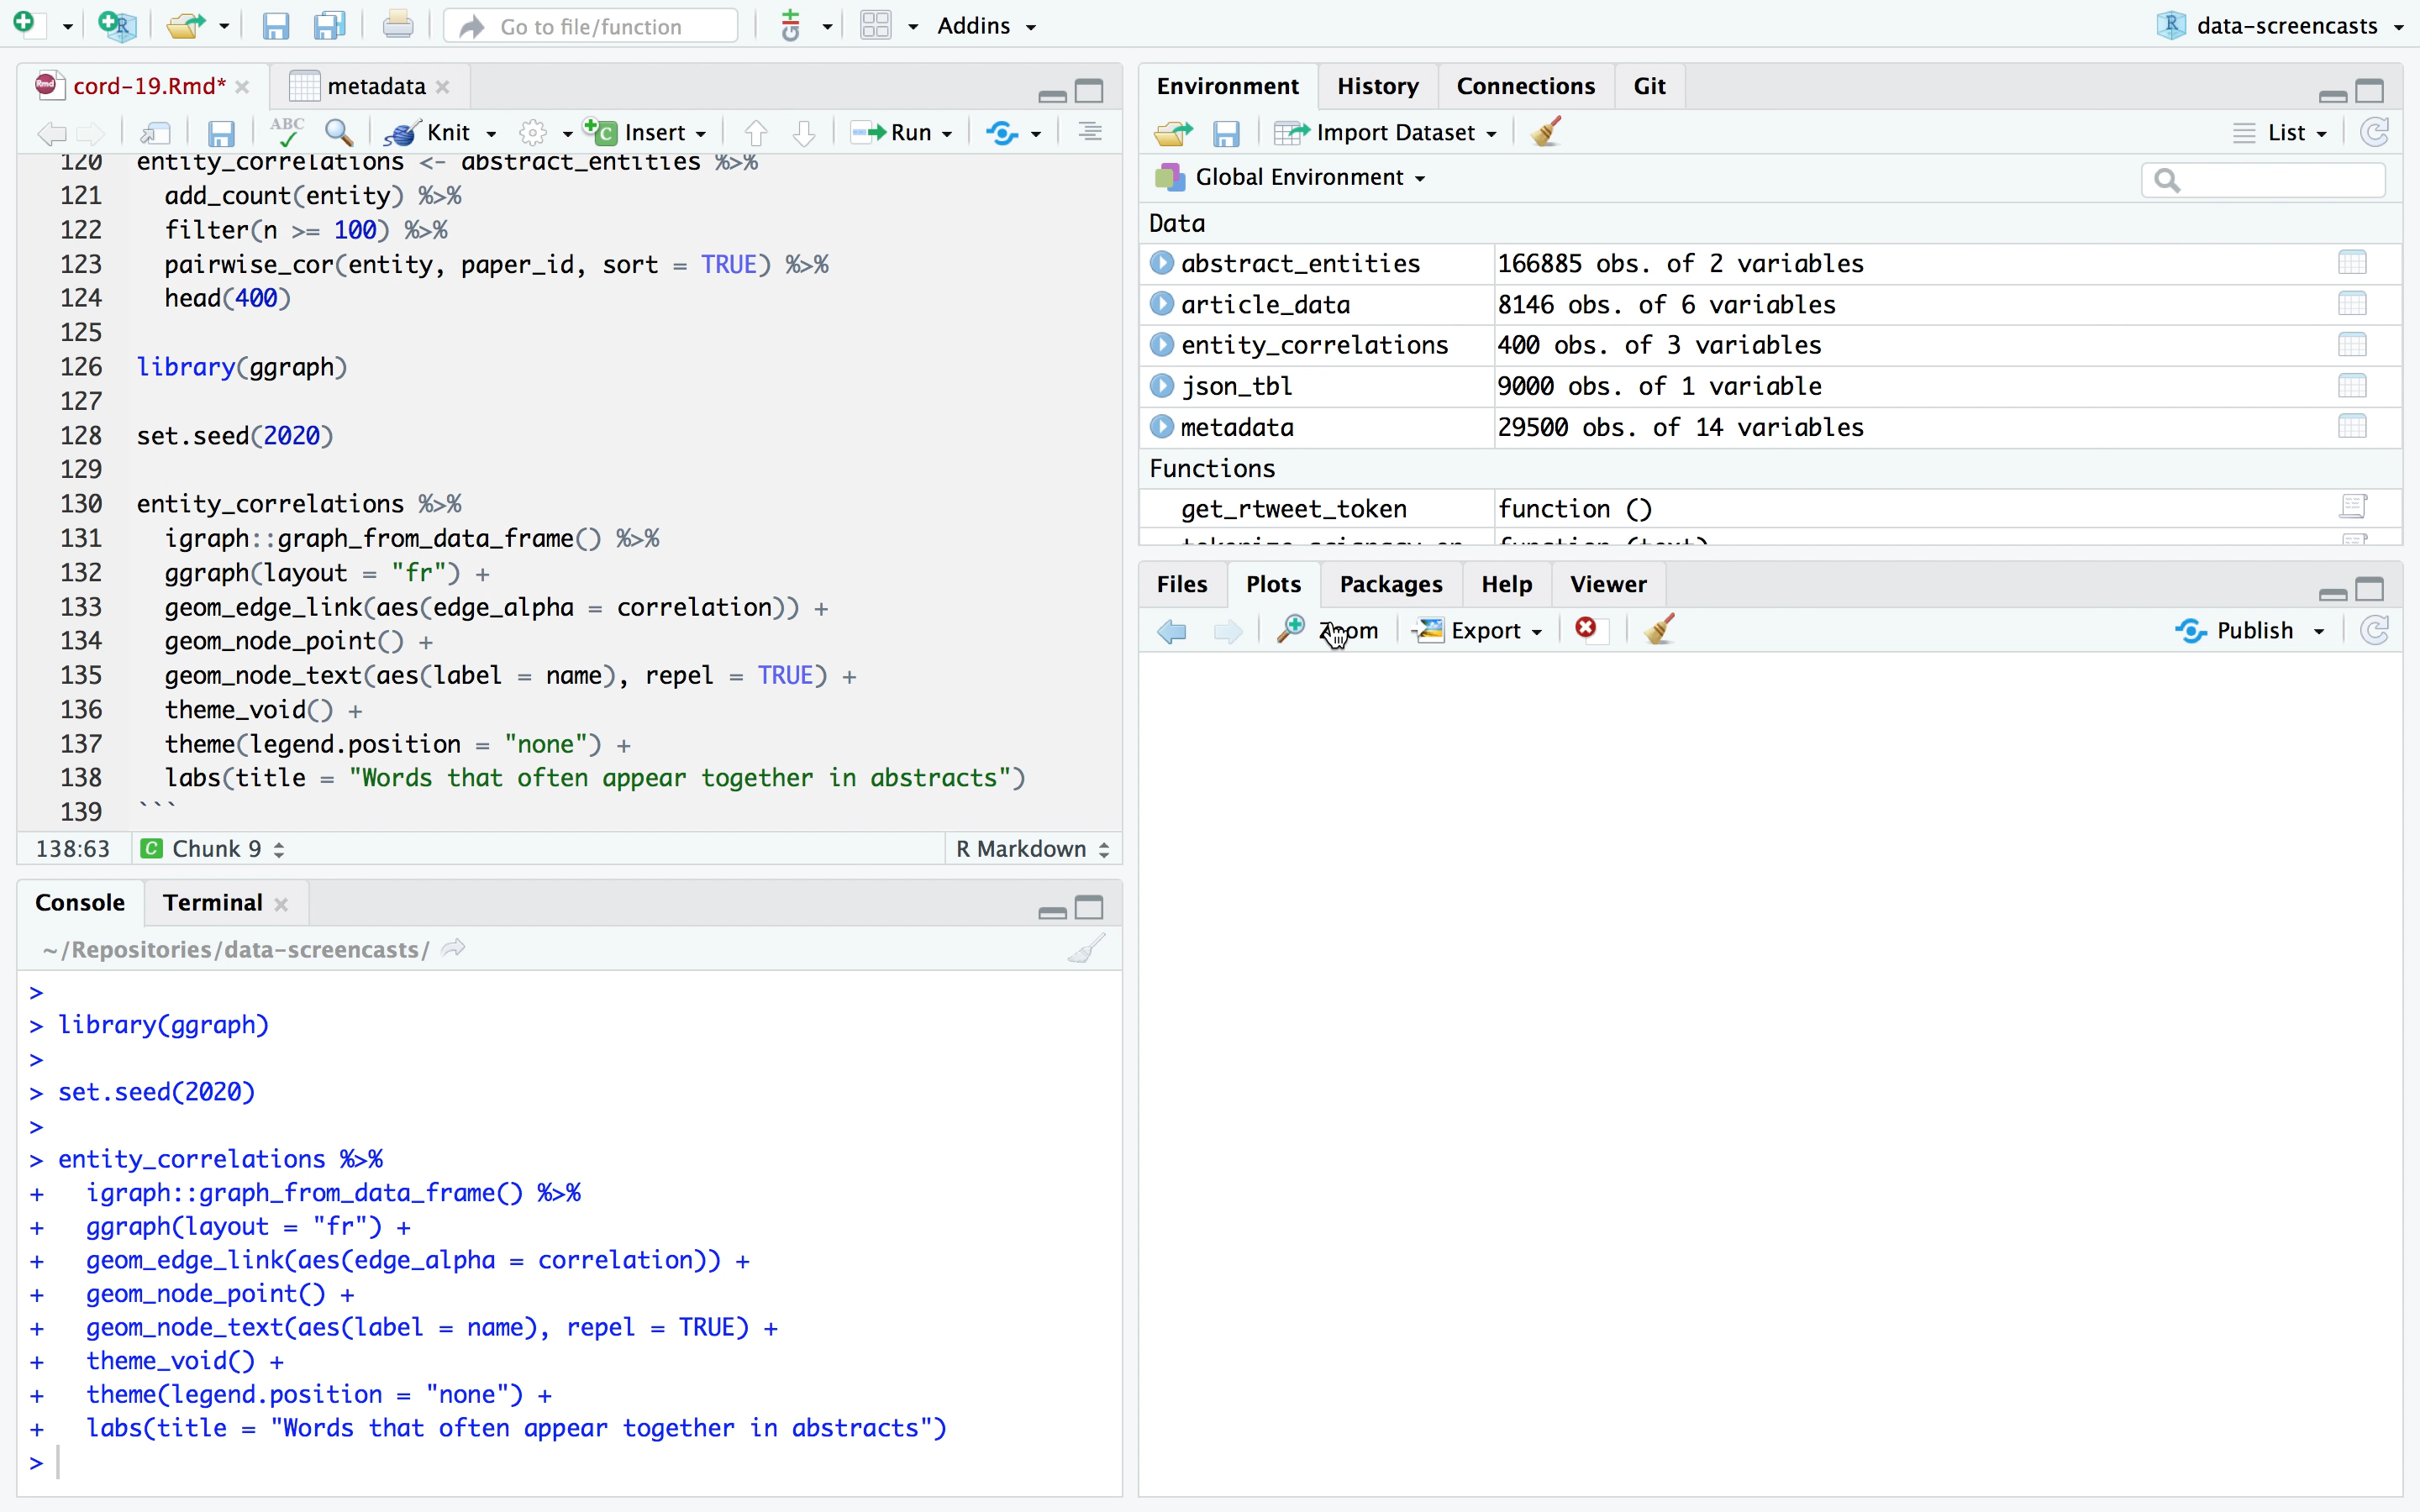 Go to file/function
Addins
data-screencasts
cord-19.Rmd*
metadata
ABC
Knit
Insert
Run
120 entity_correlations <- abstract_entities %>%
121 add_count(entity) %>%
122 filter(n >= 100) %>%
123 pairwise_cor(entity, paper_id, sort = TRUE) %>%
124 head(400)
125
126 library(ggraph)
127
128 set.seed(2020)
129
130 entity_correlations %>%
131 igraph::graph_from_data_frame() %>%
132 ggraph(layout = "fr") +
133 geom_edge_link(aes(edge_alpha = correlation)) +
134 geom_node_point() +
135 geom_node_text(aes(label = name), repel = TRUE) +
136 theme_void() +
137 theme(legend.position = "none") +
138 labs(title = "Words that often appear together in abstracts")
139 ```
138:63 C Chunk 9 R Markdown
Console Terminal
~/Repositories/data-screencasts/
>
> library(ggraph)
>
> set.seed(2020)
>
> entity_correlations %>%
+ igraph::graph_from_data_frame() %>%
+ ggraph(layout = "fr") +
+ geom_edge_link(aes(edge_alpha = correlation)) +
+ geom_node_point() +
+ geom_node_text(aes(label = name), repel = TRUE) +
+ theme_void() +
+ theme(legend.position = "none") +
+ labs(title = "Words that often appear together in abstracts")
>
Environment History Connections Git
Import Dataset List
Global Environment
Data
abstract_entities 166885 obs. of 2 variables
article_data 8146 obs. of 6 variables
entity_correlations 400 obs. of 3 variables
json_tbl 9000 obs. of 1 variable
metadata 29500 obs. of 14 variables
Functions
get_rtweet_token function ()
function (text)
Files Plots Packages Help Viewer
Zoom Export Publish